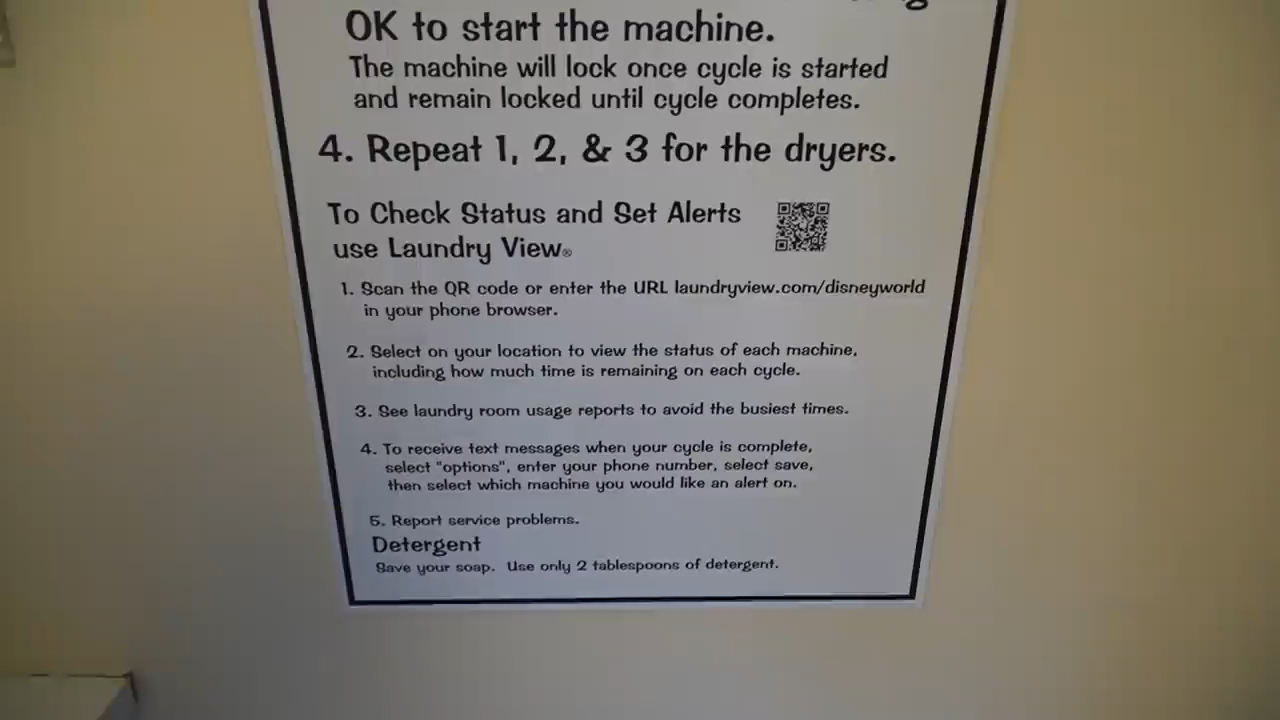 OK to start the machine.
The machine will lock once cycle is started
and remain locked until cycle completes.
4. Repeat 1, 2, & 3 for the dryers.
To Check Status and Set Alerts
use Laundry View®
1. Scan the QR code or enter the URL laundryview.com/disneyworld
in your phone browser.
2. Select on your location to view the status of each machine,
including how much time is remaining on each cycle.
3. See laundry room usage reports to avoid the busiest times.
4. To receive text messages when your cycle is complete,
select "options", enter your phone number, select save,
then select which machine you would like an alert on.
5. Report service problems.
Detergent
Save your soap. Use only 2 tablespoons of detergent.